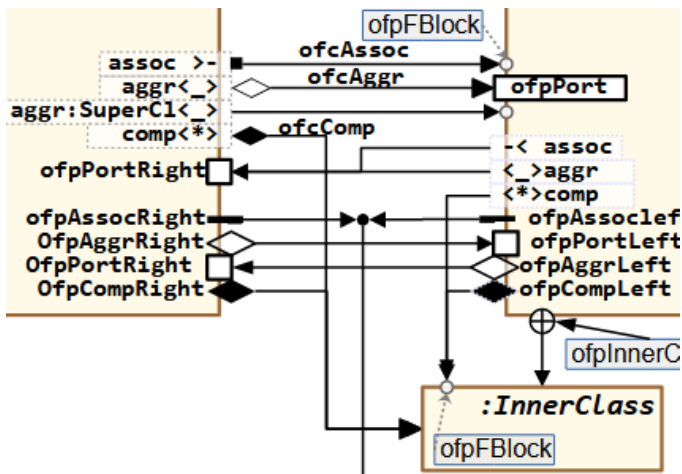 ofpFBlock
ofcAssoc
assoc >-
ofcAggr
aggr<_>
ofpPort
aggr:SuperCl<_>
comp<*>
ofcComp
-< assoc
ofpPortRight
<_>aggr
<*>comp
ofpAssocRight
ofpAssocleft
OfpAggrRight
ofpPortLeft
OfpPortRight
ofpAggrLeft
OfpCompRight
ofpCompLeft
ofpInnerC
:InnerClass
ofpFBlock